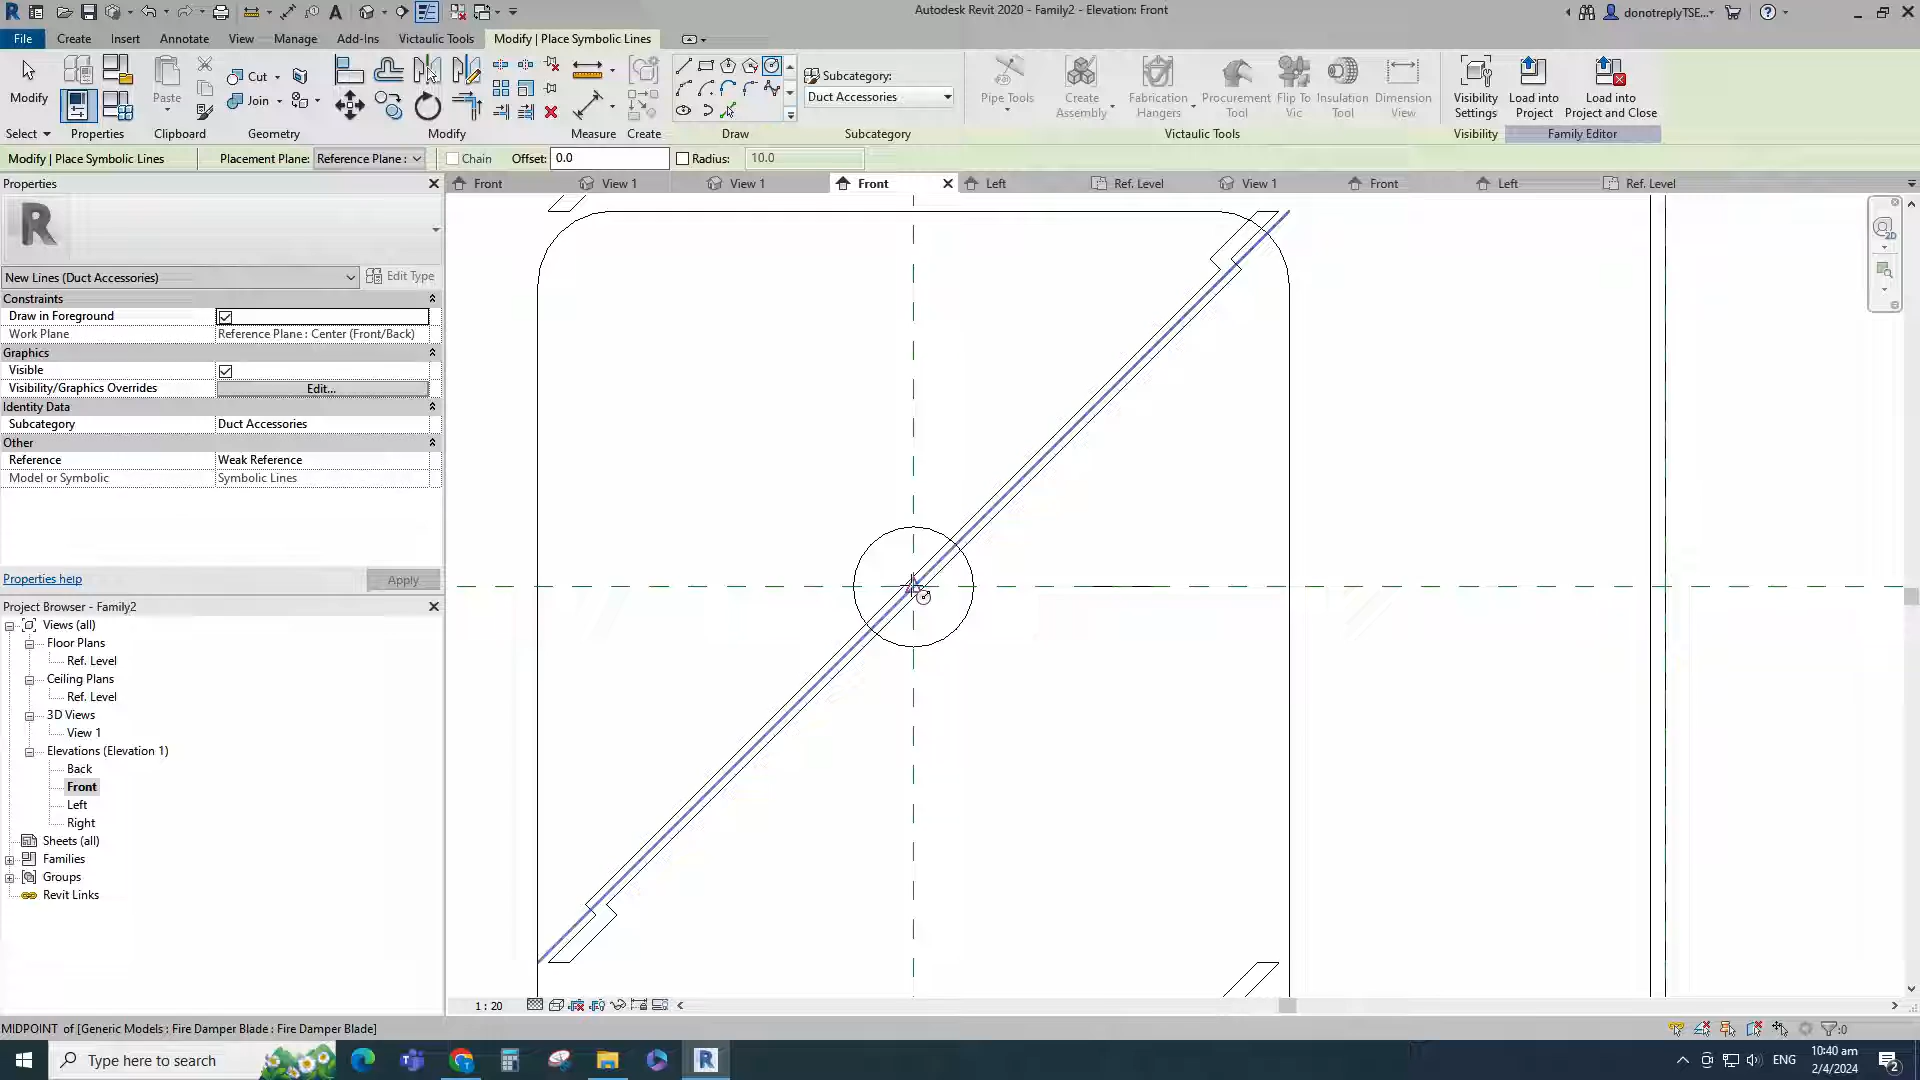 Autodesk Revit 2020 - Family2 - Elevation: Front
donotreplyTSE...
File Create Insert Annotate View Manage Add-Ins Victaulic Tools Modify | Place Symbolic Lines
Modify
Paste
Cut
Join
Subcategory:
Duct Accessories
Pipe Tools
Create Assembly
Fabrication Hangers
Procurement Tool
Flip To Vic
Insulation Tool
Dimension View
Visibility Settings
Load into Project
Load into Project and Close
Select Properties Clipboard Geometry Modify Measure Create Draw Subcategory Victaulic Tools Visibility Family Editor
Modify | Place Symbolic Lines Placement Plane: Reference Plane : Chain Offset: 0.0 Radius: 10.0
Properties
Front View 1 View 1 Front Left Ref. Level View 1 Front Left Ref. Level
New Lines (Duct Accessories) Edit Type
Constraints
Draw in Foreground
Work Plane Reference Plane : Center (Front/Back)
Graphics
Visible
Visibility/Graphics Overrides Edit...
Identity Data
Subcategory Duct Accessories
Other
Reference Weak Reference
Model or Symbolic Symbolic Lines
Properties help Apply
Project Browser - Family2
Views (all)
Floor Plans
Ref. Level
Ceiling Plans
Ref. Level
3D Views
View 1
Elevations (Elevation 1)
Back
Front
Left
Right
Sheets (all)
Families
Groups
Revit Links
2D
1 : 20
MIDPOINT of [Generic Models : Fire Damper Blade : Fire Damper Blade]
:0
Type here to search
ENG
10:40 am
2/4/2024
2